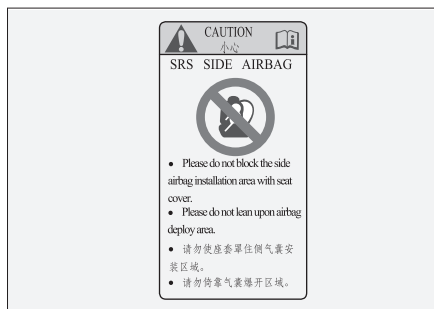 CAUTION
小心
SRS SIDE AIRBAG
● Please do not block the side
airbag installation area with seat
cover.
● Please do not lean upon airbag
deploy area.
● 请勿使座套罩住侧气囊安
装区域。
● 请勿倚靠气囊爆开区域。